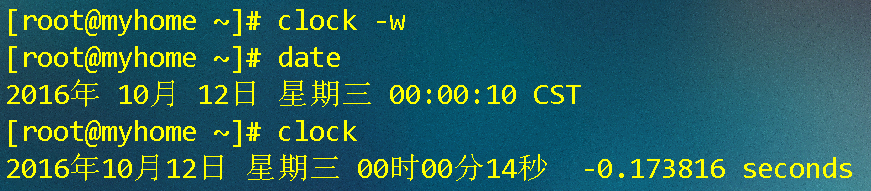 [root@myhome ~]# clock -w
[root@myhome ~]# date
2016年 10月 12日 星期三 00:00:10 CST
[root@myhome ~]# clock
2016年10月12日 星期三 00时00分14秒  -0.173816 seconds